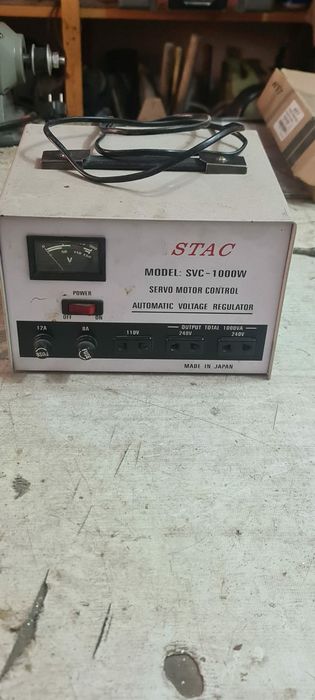 STAC
MODEL: SVC-1000W
SERVO MOTOR CONTROL
AUTOMATIC VOLTAGE REGULATOR
V
POWER
OFF ON
12A 8A 110V OUTPUT TOTAL 1000VA
240V 240V
FUSE
MADE IN JAPAN